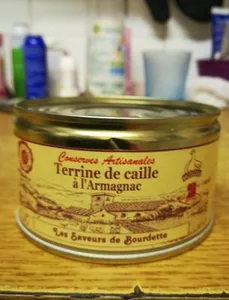 Conserves Artisanales
Terrine de caille
à l'Armagnac
Les Saveurs de Bourdette